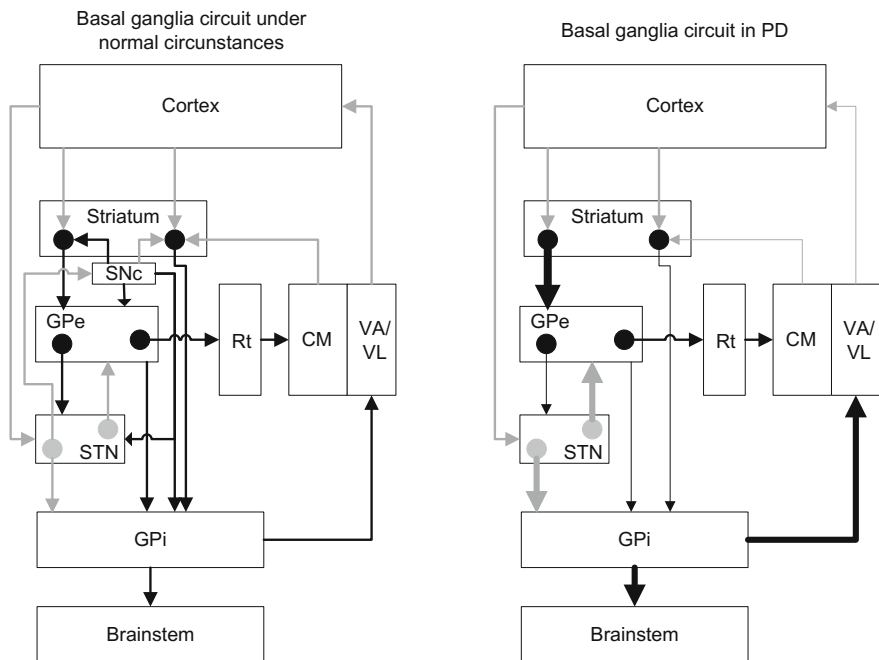 Basal ganglia circuit under
normal circunstances
Cortex
Striatum
SNc
GPe
Rt
CM
VA/
VL
STN
GPi
Brainstem
Basal ganglia circuit in PD
Cortex
Striatum
GPe
Rt
CM
VA/
VL
STN
GPi
Brainstem